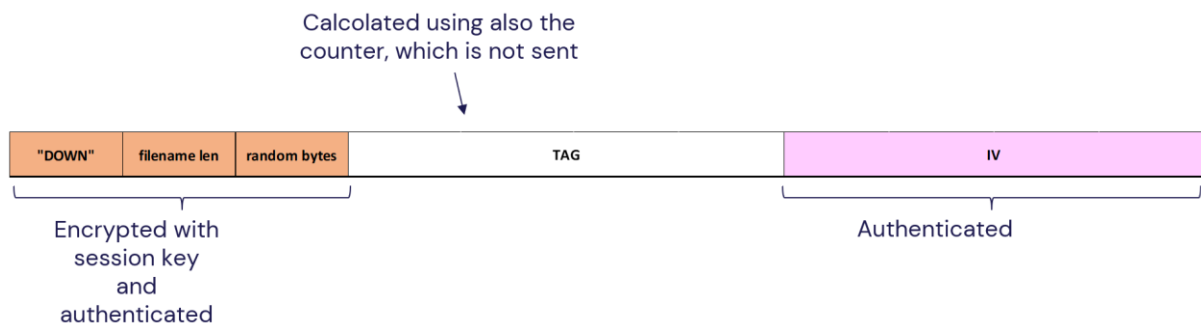 Calcolated using also the
counter, which is not sent
"DOWN" filename len random bytes TAG IV
Encrypted with
session key
and
authenticated
Authenticated